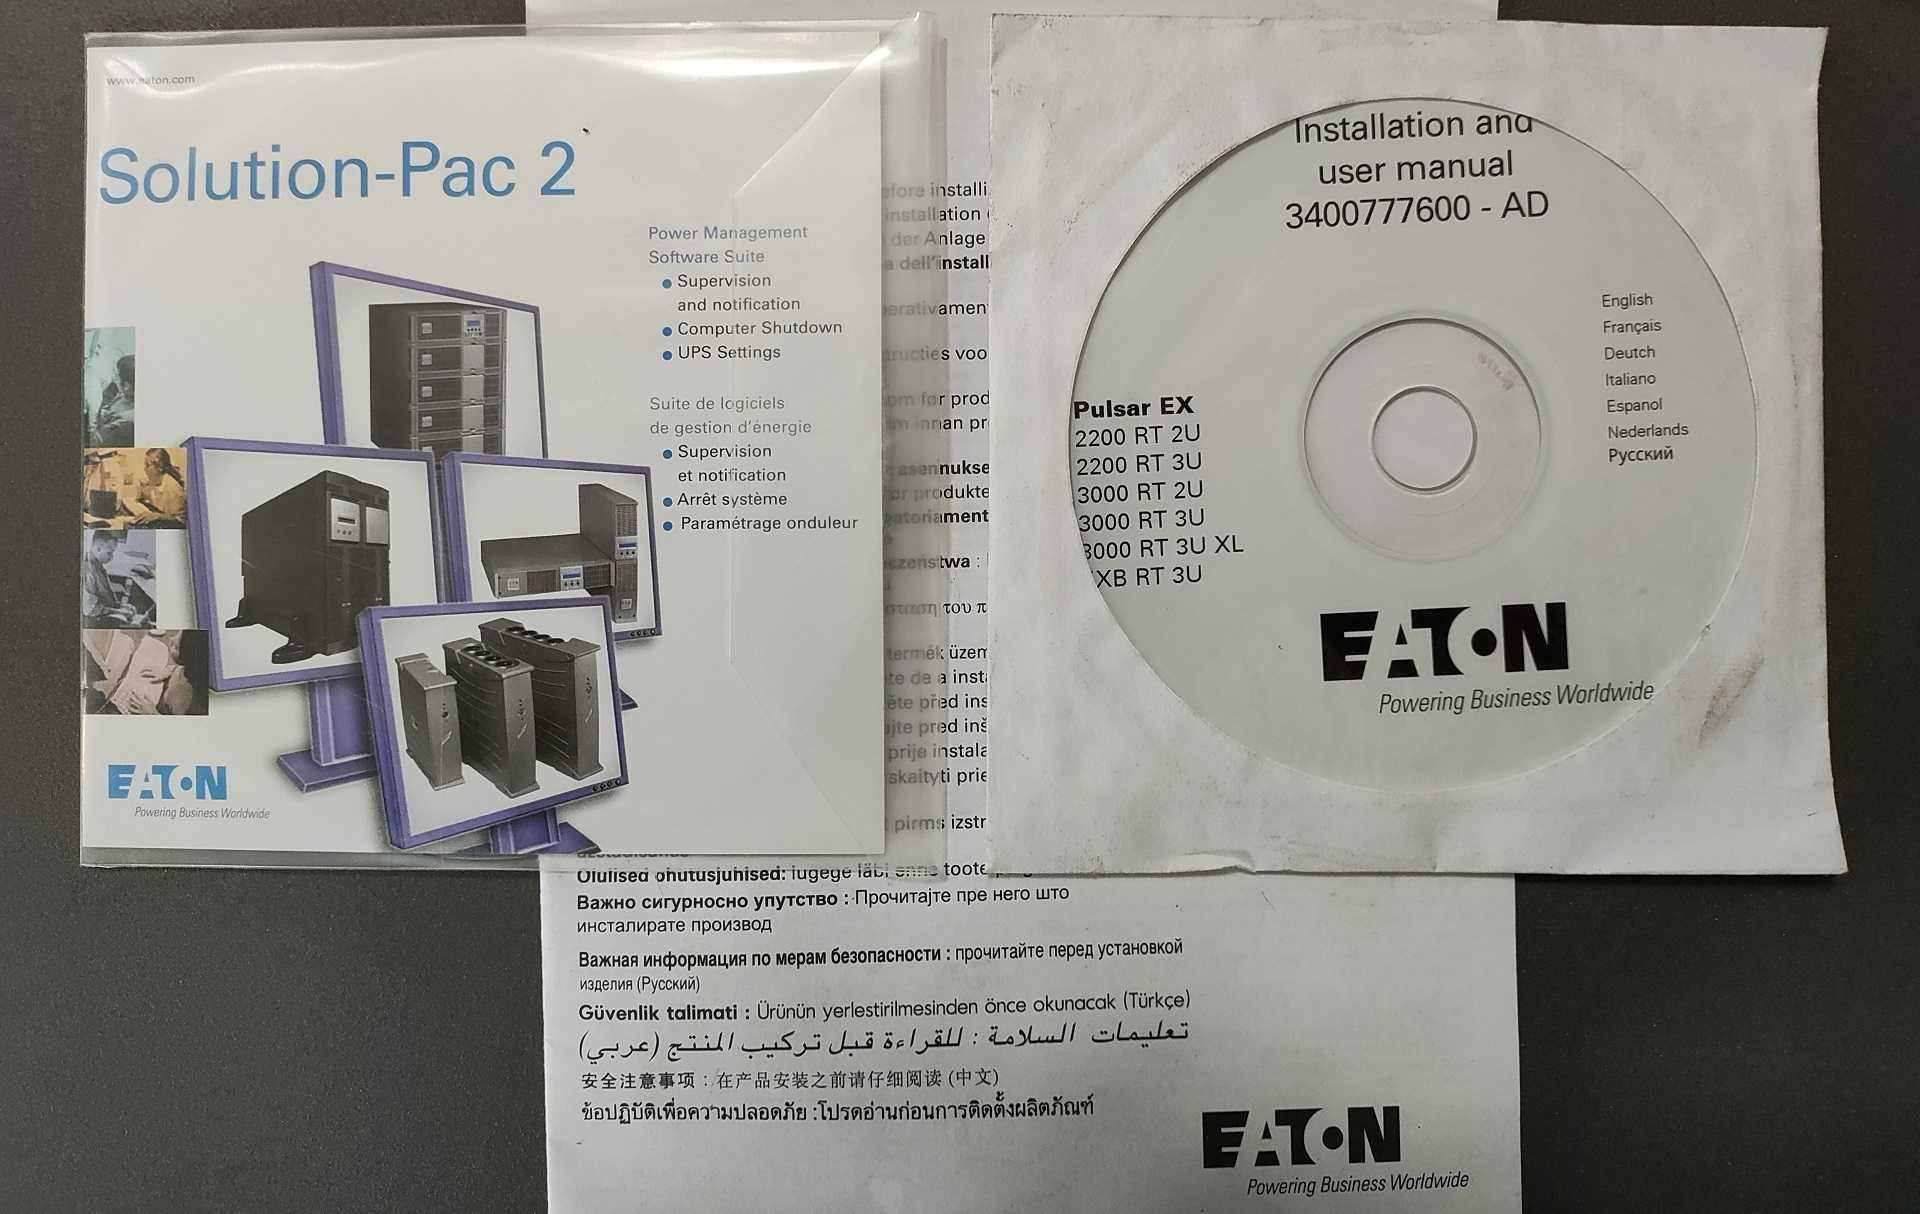 www.eaton.com
Solution-Pac 2
Power Management
Software Suite
Supervision
and notification
Computer Shutdown
UPS Settings
Suite de logiciels
de gestion d'énergie
Supervision
et notification
Arrêt système
Paramétrage onduleur
EATON
Powering Business Worldwide
Installation and
user manual
3400777600 - AD
English
Français
Deutch
Italiano
Espanol
Nederlands
Русский
Pulsar EX
2200 RT 2U
2200 RT 3U
3000 RT 2U
3000 RT 3U
3000 RT 3U XL
XB RT 3U
EATON
Powering Business Worldwide
der Anlage
prije
pirms
Olulised ohutusjuhised: lugege läbi enne toote
Важно сигурносно упутство : Прочитајте пре него што
инсталирате производ
Важная информация по мерам безопасности : прочитайте перед установкой
изделия (Русский)
Güvenlik talimati : Ürünün yerlestirilmesinden önce okunacak (Türkçe)
تعليمات السلامة : للقراءة قبل تركيب المنتج (عربي)
安全注意事项 : 在产品安装之前请仔细阅读 (中文)
ข้อปฏิบัติเพื่อความปลอดภัย :โปรดอ่านก่อนการติดตั้งผลิตภัณฑ์
EATON
Powering Business Worldwide